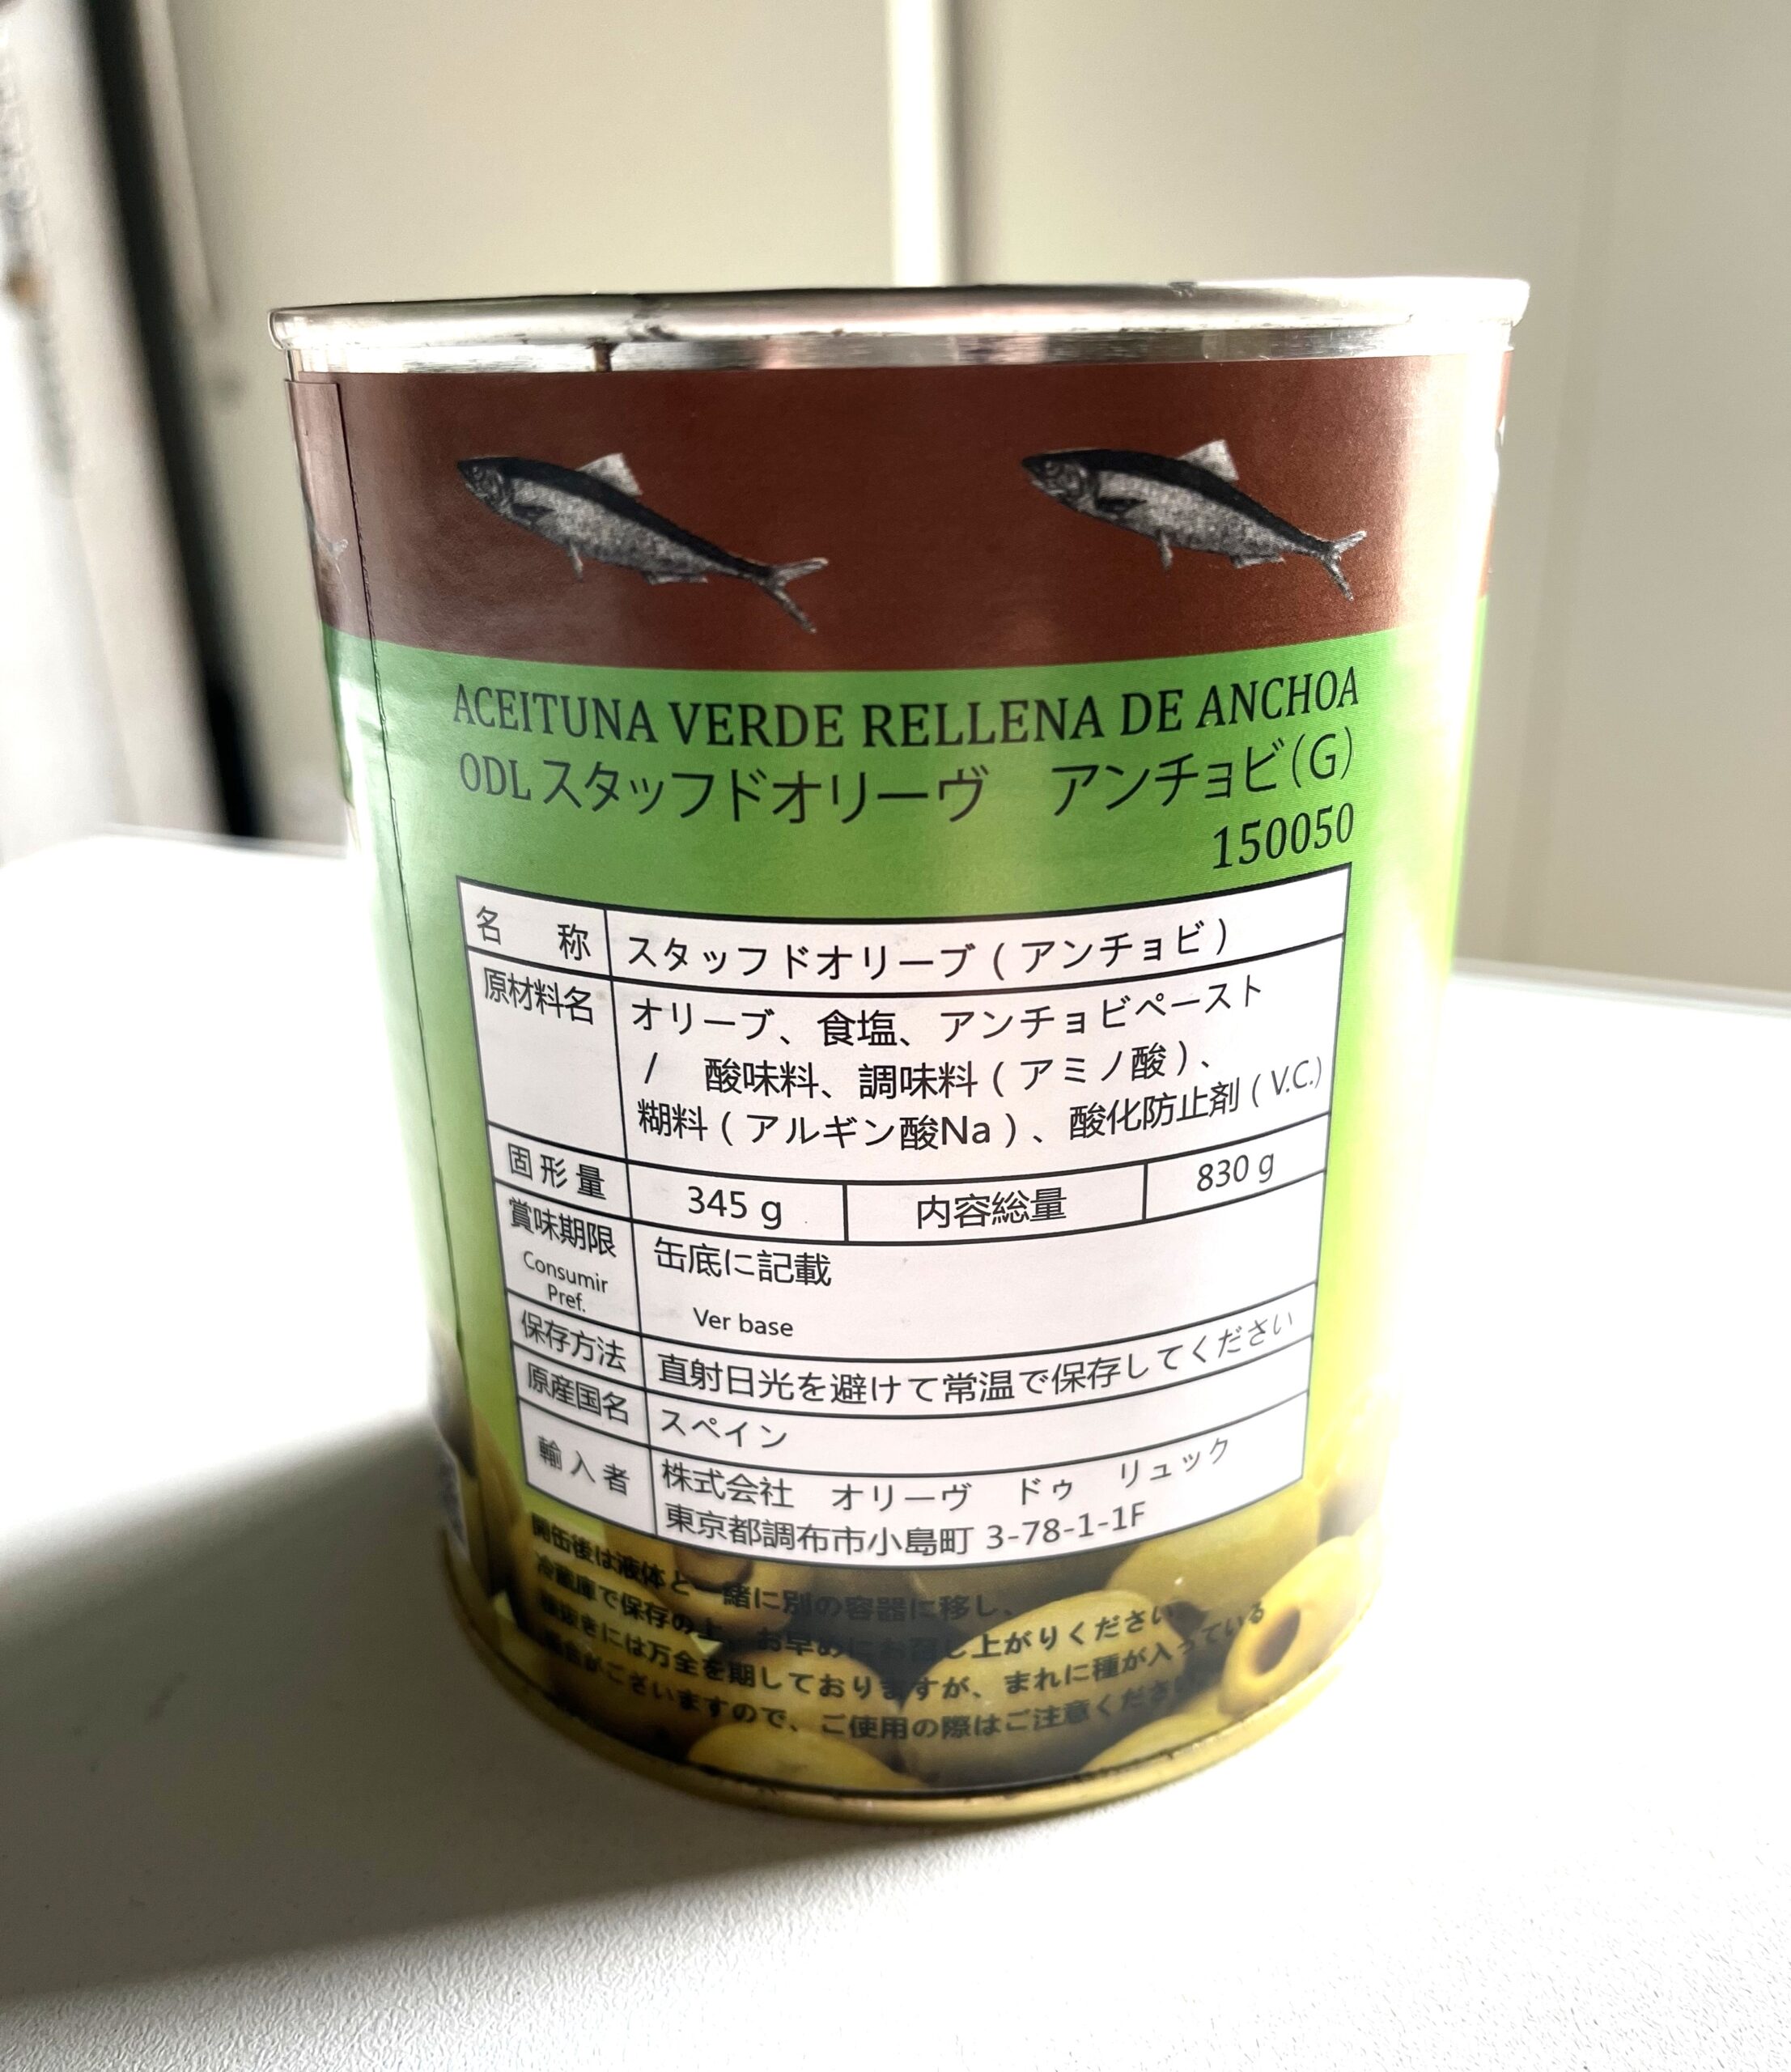 ACEITUNA VERDE RELLENA DE ANCHOA
ODL スタッフドオリーヴ　アンチョビ(G)
150050
名　称　スタッフドオリーブ ( アンチョビ )
原材料名　オリーブ、食塩、アンチョビペースト
/　酸味料、調味料 ( アミノ酸 )、
糊料 ( アルギン酸Na ) 、酸化防止剤 ( V.C.)
固 形 量　345 g　内容総量　830 g
賞味期限　缶底に記載
Consumir
Pref.　Ver base
保存方法　直射日光を避けて常温で保存してください
原産国名　スペイン
輸 入 者　株式会社　オリーヴ　ドゥ　リュック
東京都調布市小島町 3-78-1-1F
開缶後は液体と一緒に別の容器に移し、
冷蔵庫で保存の上、お早めにお召し上がりください。
種抜きには万全を期しておりますが、まれに種が入っている
場合がございますので、ご使用の際はご注意ください